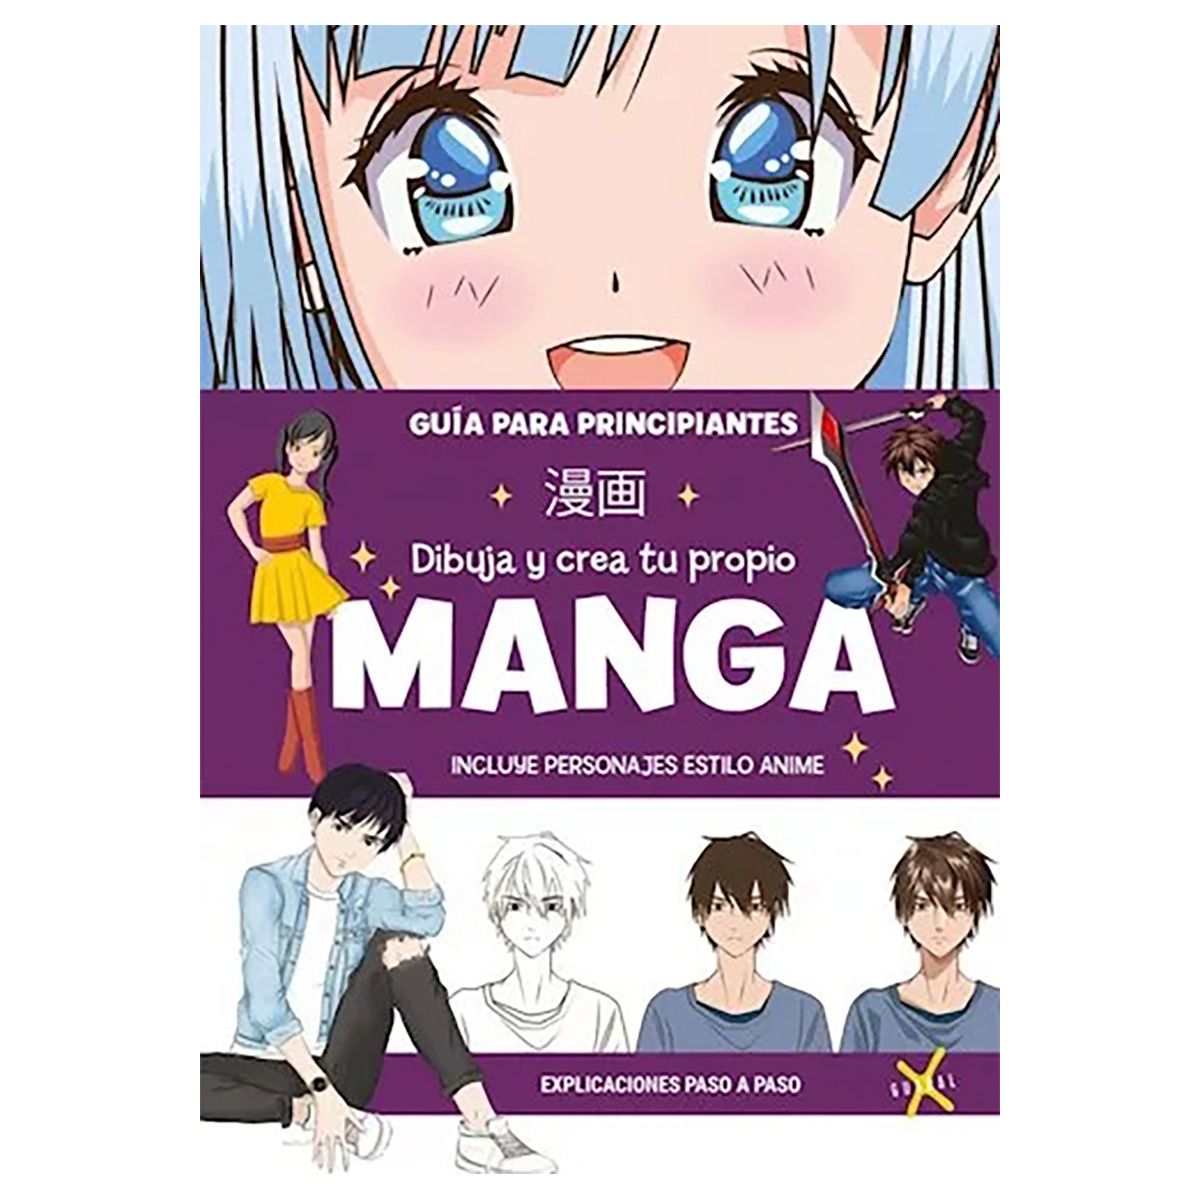 GUÍA PARA PRINCIPIANTES
漫画
Dibuja y crea tu propio
MANGA
INCLUYE PERSONAJES ESTILO ANIME
EXPLICACIONES PASO A PASO